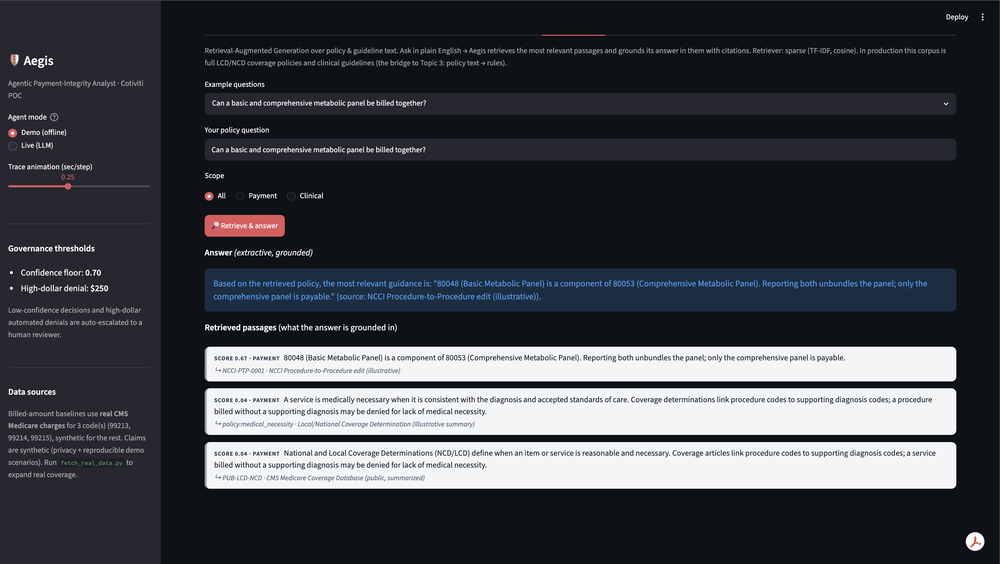 Deploy
Aegis
Agentic Payment-Integrity Analyst · Cotiviti
POC
Agent mode
Demo (offline)
Live (LLM)
Trace animation (sec/step)
0.25
Governance thresholds
• Confidence floor: 0.70
• High-dollar denial: $250
Low-confidence decisions and high-dollar
automated denials are auto-escalated to a
human reviewer.
Data sources
Billed-amount baselines use real CMS
Medicare charges for 3 code(s) (99213,
99214, 99215), synthetic for the rest. Claims
are synthetic (privacy + reproducible demo
scenarios). Run fetch_real_data.py to
expand real coverage.
Retrieval-Augmented Generation over policy & guideline text. Ask in plain English → Aegis retrieves the most relevant passages and grounds its answer in them with citations. Retriever: sparse (TF-IDF, cosine). In production this corpus is
full LCD/NCD coverage policies and clinical guidelines (the bridge to Topic 3: policy text → rules).
Example questions
Can a basic and comprehensive metabolic panel be billed together?
Your policy question
Can a basic and comprehensive metabolic panel be billed together?
Scope
All Payment Clinical
🔎 Retrieve & answer
Answer (extractive, grounded)
Based on the retrieved policy, the most relevant guidance is: "80048 (Basic Metabolic Panel) is a component of 80053 (Comprehensive Metabolic Panel). Reporting both unbundles the panel; only the
comprehensive panel is payable." (source: NCCI Procedure-to-Procedure edit (illustrative)).
Retrieved passages (what the answer is grounded in)
SCORE 0.67 · PAYMENT 80048 (Basic Metabolic Panel) is a component of 80053 (Comprehensive Metabolic Panel). Reporting both unbundles the panel; only the comprehensive panel is payable.
↪ NCCI-PTP-0001 · NCCI Procedure-to-Procedure edit (illustrative)
SCORE 0.04 · PAYMENT A service is medically necessary when it is consistent with the diagnosis and accepted standards of care. Coverage determinations link procedure codes to supporting diagnosis codes; a procedure
billed without a supporting diagnosis may be denied for lack of medical necessity.
↪ policy:medical_necessity · Local/National Coverage Determination (illustrative summary)
SCORE 0.04 · PAYMENT National and Local Coverage Determinations (NCD/LCD) define when an item or service is reasonable and necessary. Coverage articles link procedure codes to supporting diagnosis codes; a service
billed without a supporting diagnosis may be denied for lack of medical necessity.
↪ PUB-LCD-NCD · CMS Medicare Coverage Database (public, summarized)